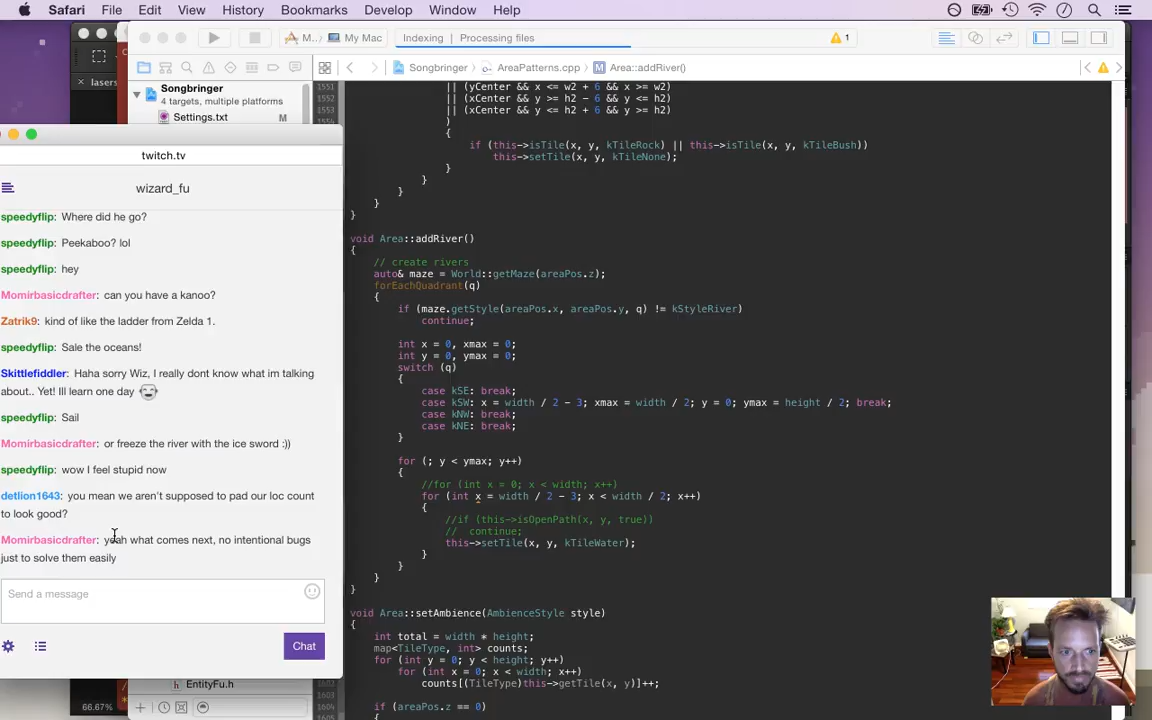 Safari File Edit View History Bookmarks Develop Window Help
M... My Mac
Indexing | Processing files
1
Songbringer AreaPatterns.cpp Area::addRiver()
lasers
Songbringer
4 targets, multiple platforms
Settings.txt M
twitch.tv
wizard_fu
speedyflip: Where did he go?
speedyflip: Peekaboo? lol
speedyflip: hey
Momirbasicdrafter: can you have a kanoo?
Zatrik9: kind of like the ladder from Zelda 1.
speedyflip: Sale the oceans!
Skittlefiddler: Haha sorry Wiz, I really dont know what im talking
about.. Yet! Ill learn one day
speedyflip: Sail
Momirbasicdrafter: or freeze the river with the ice sword :))
speedyflip: wow I feel stupid now
detlion1643: you mean we aren't supposed to pad our loc count
to look good?
Momirbasicdrafter: yeah what comes next, no intentional bugs
just to solve them easily
Send a message
Chat
EntityFu.h
66.67%
1551 || (yCenter && x <= w2 + 6 && x >= w2)
1552 || (xCenter && y >= h2 - 6 && y <= h2)
1553 || (xCenter && y <= h2 + 6 && y >= h2)
1554 )
{
if (this->isTile(x, y, kTileRock) || this->isTile(x, y, kTileBush))
this->setTile(x, y, kTileNone);
}
}
}
}
void Area::addRiver()
{
// create rivers
auto& maze = World::getMaze(areaPos.z);
forEachQuadrant(q)
{
if (maze.getStyle(areaPos.x, areaPos.y, q) != kStyleRiver)
continue;
int x = 0, xmax = 0;
int y = 0, ymax = 0;
switch (q)
{
case kSE: break;
case kSW: x = width / 2 - 3; xmax = width / 2; y = 0; ymax = height / 2; break;
case kNW: break;
case kNE: break;
}
for (; y < ymax; y++)
{
//for (int x = 0; x < width; x++)
for (int x = width / 2 - 3; x < width / 2; x++)
{
//if (this->isOpenPath(x, y, true))
// continue;
this->setTile(x, y, kTileWater);
}
}
}
}
void Area::setAmbience(AmbienceStyle style)
{
int total = width * height;
map<TileType, int> counts;
for (int y = 0; y < height; y++)
for (int x = 0; x < width; x++)
counts[(TileType)this->getTile(x, y)]++;
if (areaPos.z == 0)
{